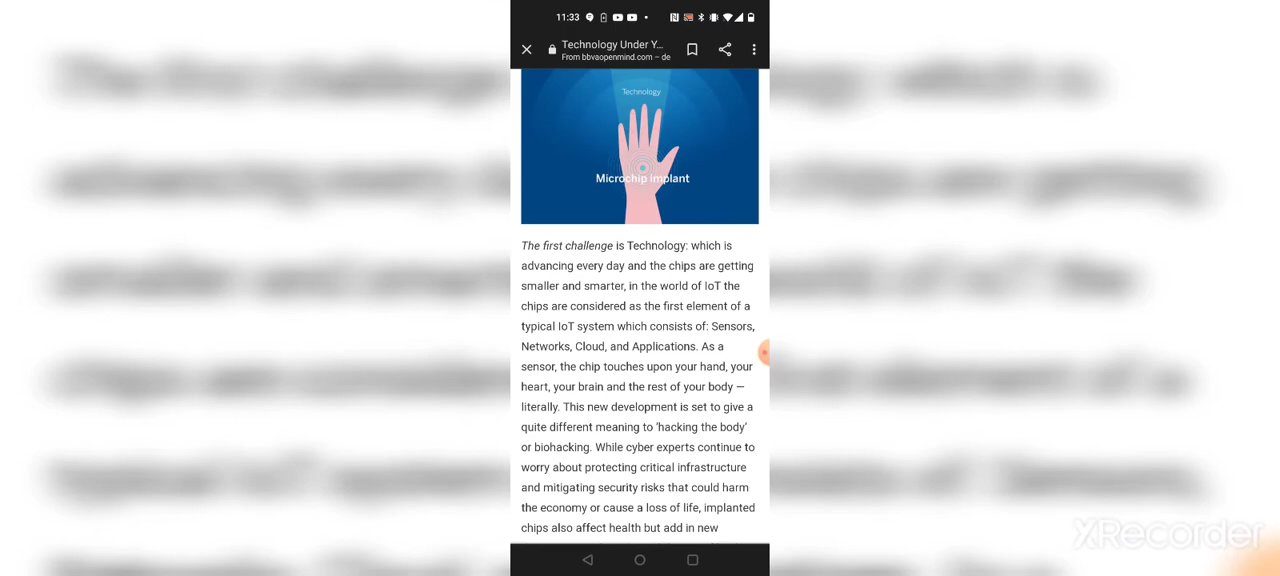 11:33
Technology Under Y...
From bbvaopenmind.com – de
Technology
Microchip implant
The first challenge is Technology: which is
advancing every day and the chips are getting
smaller and smarter, in the world of IoT the
chips are considered as the first element of a
typical IoT system which consists of: Sensors,
Networks, Cloud, and Applications. As a
sensor, the chip touches upon your hand, your
heart, your brain and the rest of your body —
literally. This new development is set to give a
quite different meaning to 'hacking the body'
or biohacking. While cyber experts continue to
worry about protecting critical infrastructure
and mitigating security risks that could harm
the economy or cause a loss of life, implanted
chips also affect health but add in new
XRecorder